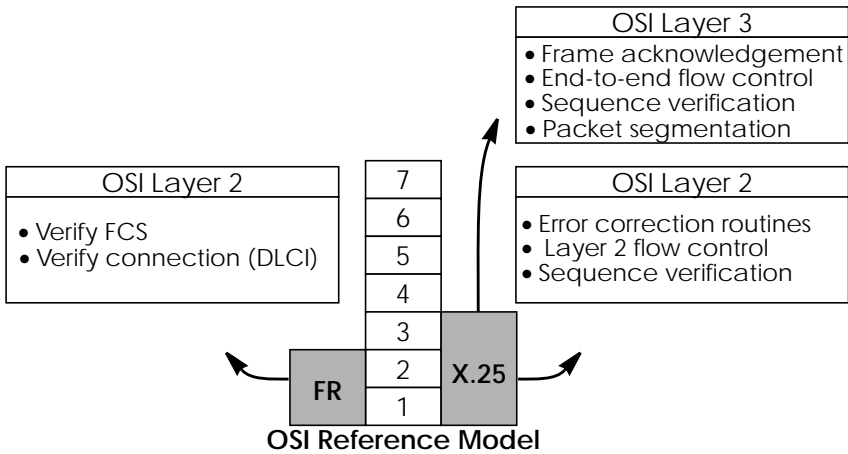 OSI Layer 3
• Frame acknowledgement
• End-to-end flow control
• Sequence verification
• Packet segmentation
OSI Layer 2
• Verify FCS
• Verify connection (DLCI)
7
6
5
4
3
2
1
OSI Layer 2
• Error correction routines
• Layer 2 flow control
• Sequence verification
FR
X.25
OSI Reference Model